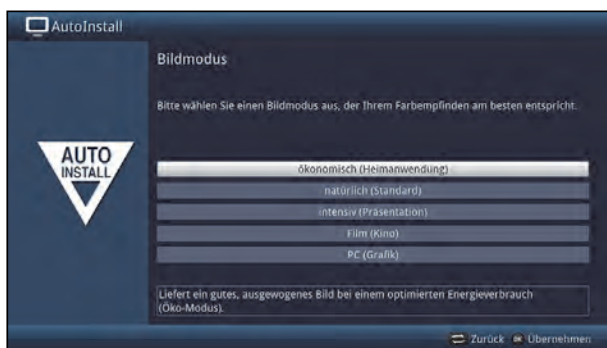 AutoInstall
Bildmodus
Bitte wählen Sie einen Bildmodus aus, der Ihrem Farbempfinden am besten entspricht.
AUTO
INSTALL
ökonomisch (Heimanwendung)
natürlich (Standard)
intensiv (Präsentation)
Film (Kino)
PC (Grafik)
Liefert ein gutes, ausgewogenes Bild bei einem optimierten Energieverbrauch
(Öko-Modus).
Zurück OK Übernehmen